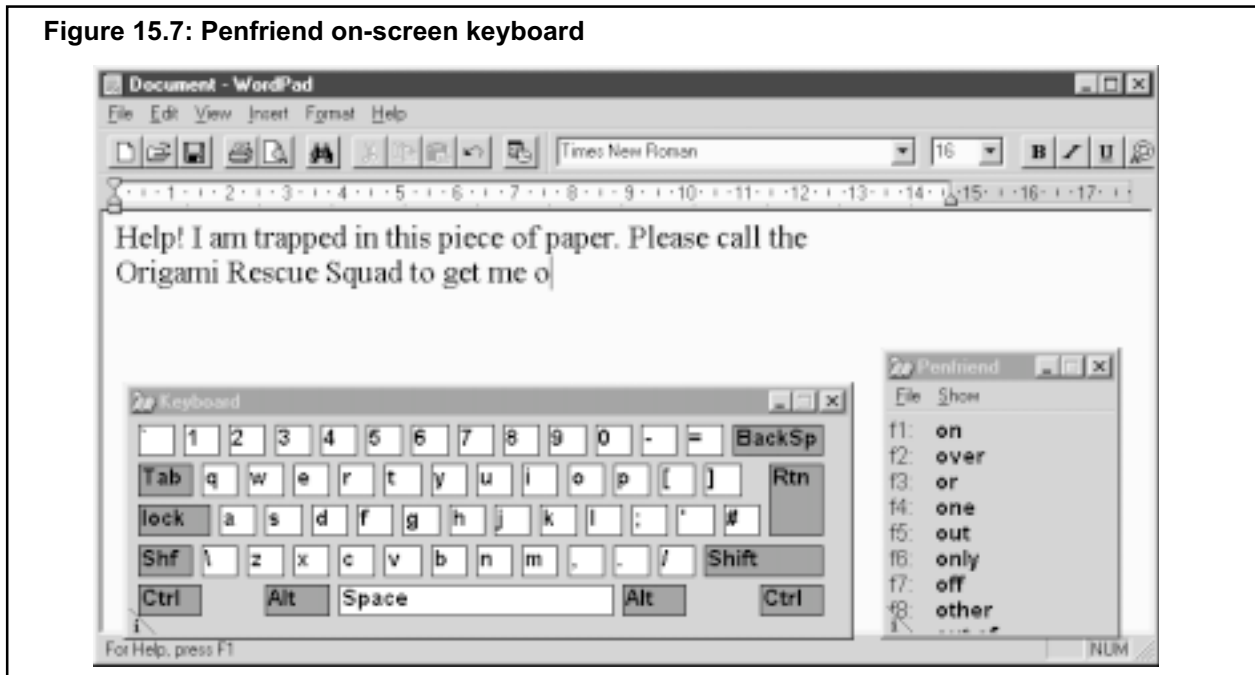 Figure 15.7: Penfriend on-screen keyboard
Document - WordPad
File Edit View Insert Format Help
Times New Roman 16 B I U
1 2 3 4 5 6 7 8 9 10 11 12 13 14 15 16 17
Help! I am trapped in this piece of paper. Please call the
Origami Rescue Squad to get me o
Penfriend
File Show
f1: on
f2: over
f3: or
f4: one
f5: out
f6: only
f7: off
f8: other
Keyboard
` 1 2 3 4 5 6 7 8 9 0 - = BackSp
Tab q w e r t y u i o p [ ] Rtn
lock a s d f g h j k l ; ' #
Shf \ z x c v b n m , . / Shift
Ctrl Alt Space Alt Ctrl
For Help, press F1 NUM